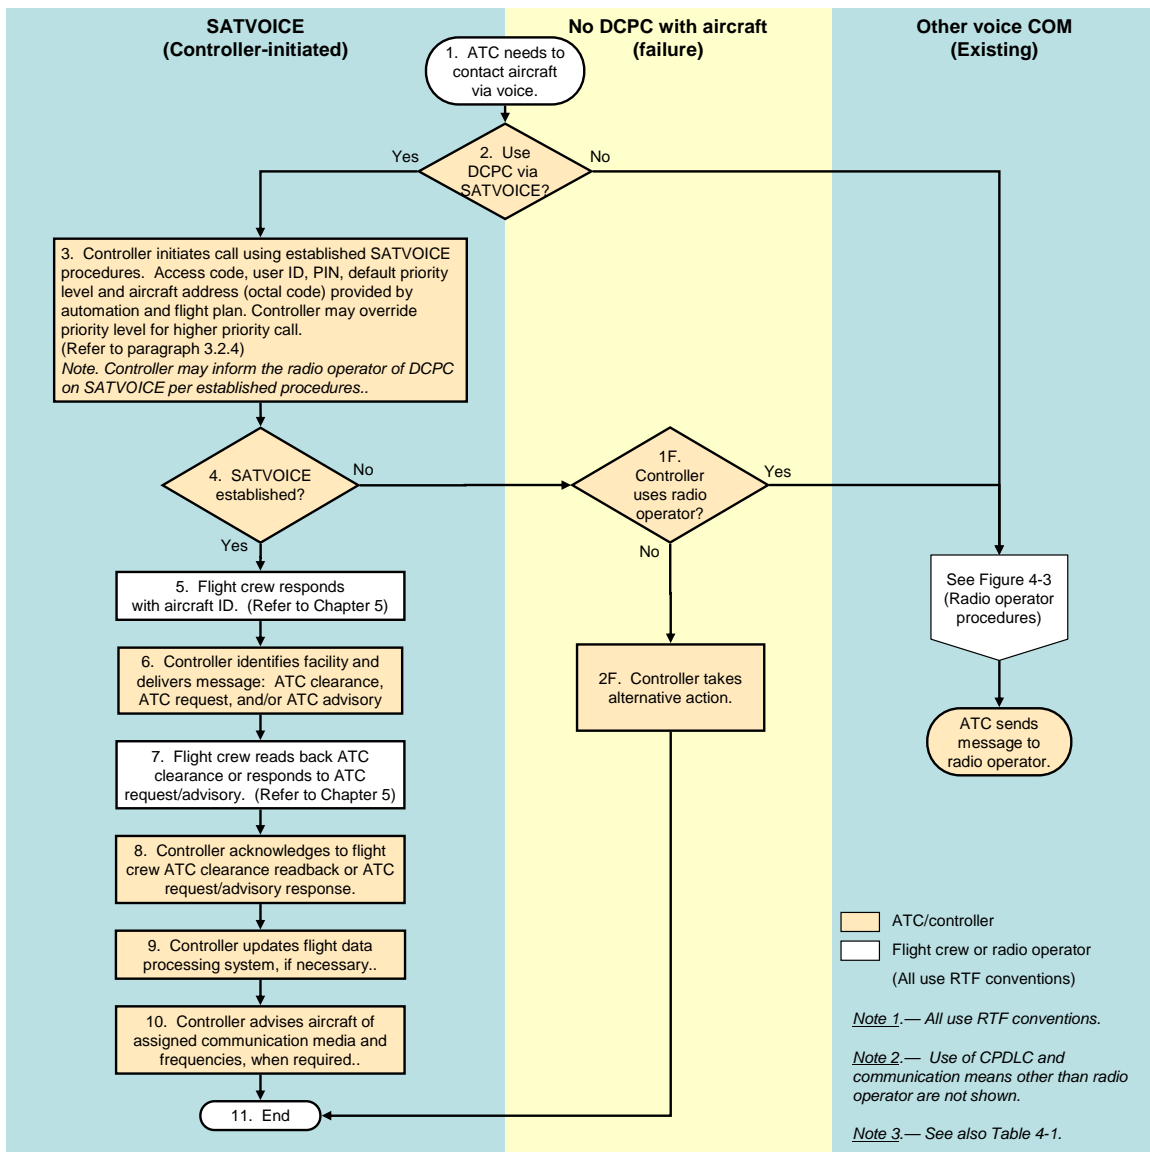 SATVOICE
(Controller-initiated)
No DCPC with aircraft
(failure)
Other voice COM
(Existing)
1. ATC needs to
contact aircraft
via voice.
Yes
2. Use
DCPC via
SATVOICE?
No
3. Controller initiates call using established SATVOICE
procedures. Access code, user ID, PIN, default priority
level and aircraft address (octal code) provided by
automation and flight plan. Controller may override
priority level for higher priority call.
(Refer to paragraph 3.2.4)
Note. Controller may inform the radio operator of DCPC
on SATVOICE per established procedures..
4. SATVOICE
established?
No
Yes
1F.
Controller
uses radio
operator?
Yes
No
5. Flight crew responds
with aircraft ID. (Refer to Chapter 5)
6. Controller identifies facility and
delivers message: ATC clearance,
ATC request, and/or ATC advisory
7. Flight crew reads back ATC
clearance or responds to ATC
request/advisory. (Refer to Chapter 5)
8. Controller acknowledges to flight
crew ATC clearance readback or ATC
request/advisory response.
9. Controller updates flight data
processing system, if necessary..
10. Controller advises aircraft of
assigned communication media and
frequencies, when required..
11. End
2F. Controller takes
alternative action.
See Figure 4-3
(Radio operator
procedures)
ATC sends
message to
radio operator.
ATC/controller
Flight crew or radio operator
(All use RTF conventions)
Note 1.— All use RTF conventions.
Note 2.— Use of CPDLC and
communication means other than radio
operator are not shown.
Note 3.— See also Table 4-1.